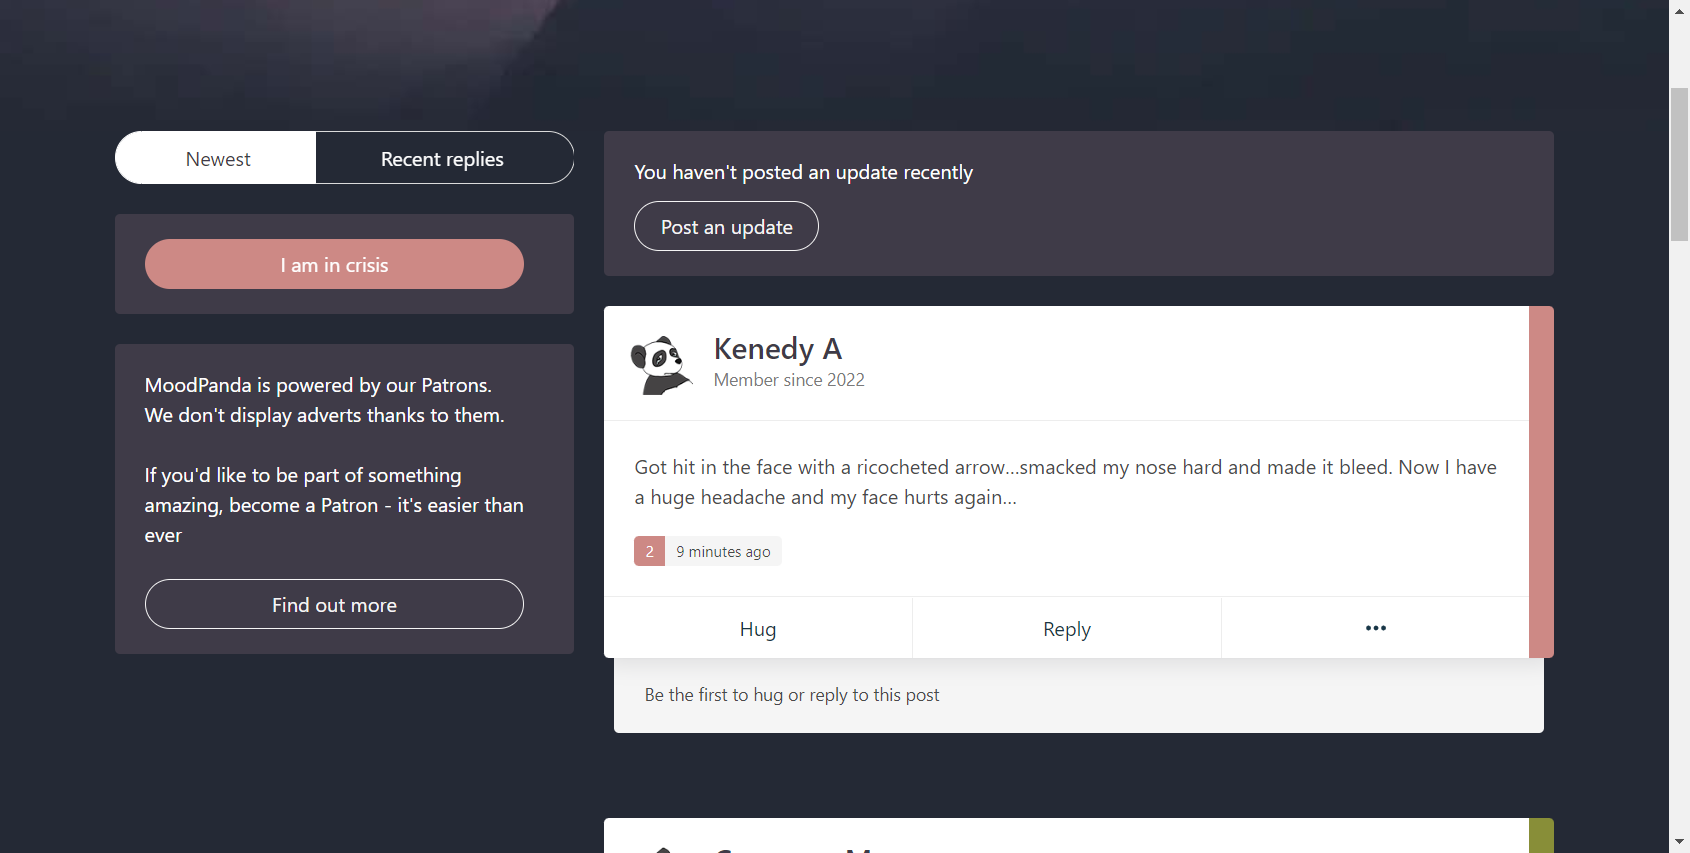 Newest
Recent replies
I am in crisis
MoodPanda is powered by our Patrons.
We don't display adverts thanks to them.
If you'd like to be part of something
amazing, become a Patron - it's easier than
ever
Find out more
You haven't posted an update recently
Post an update
Kenedy A
Member since 2022
Got hit in the face with a ricocheted arrow...smacked my nose hard and made it bleed. Now I have
a huge headache and my face hurts again...
2 9 minutes ago
Hug
Reply
•••
Be the first to hug or reply to this post